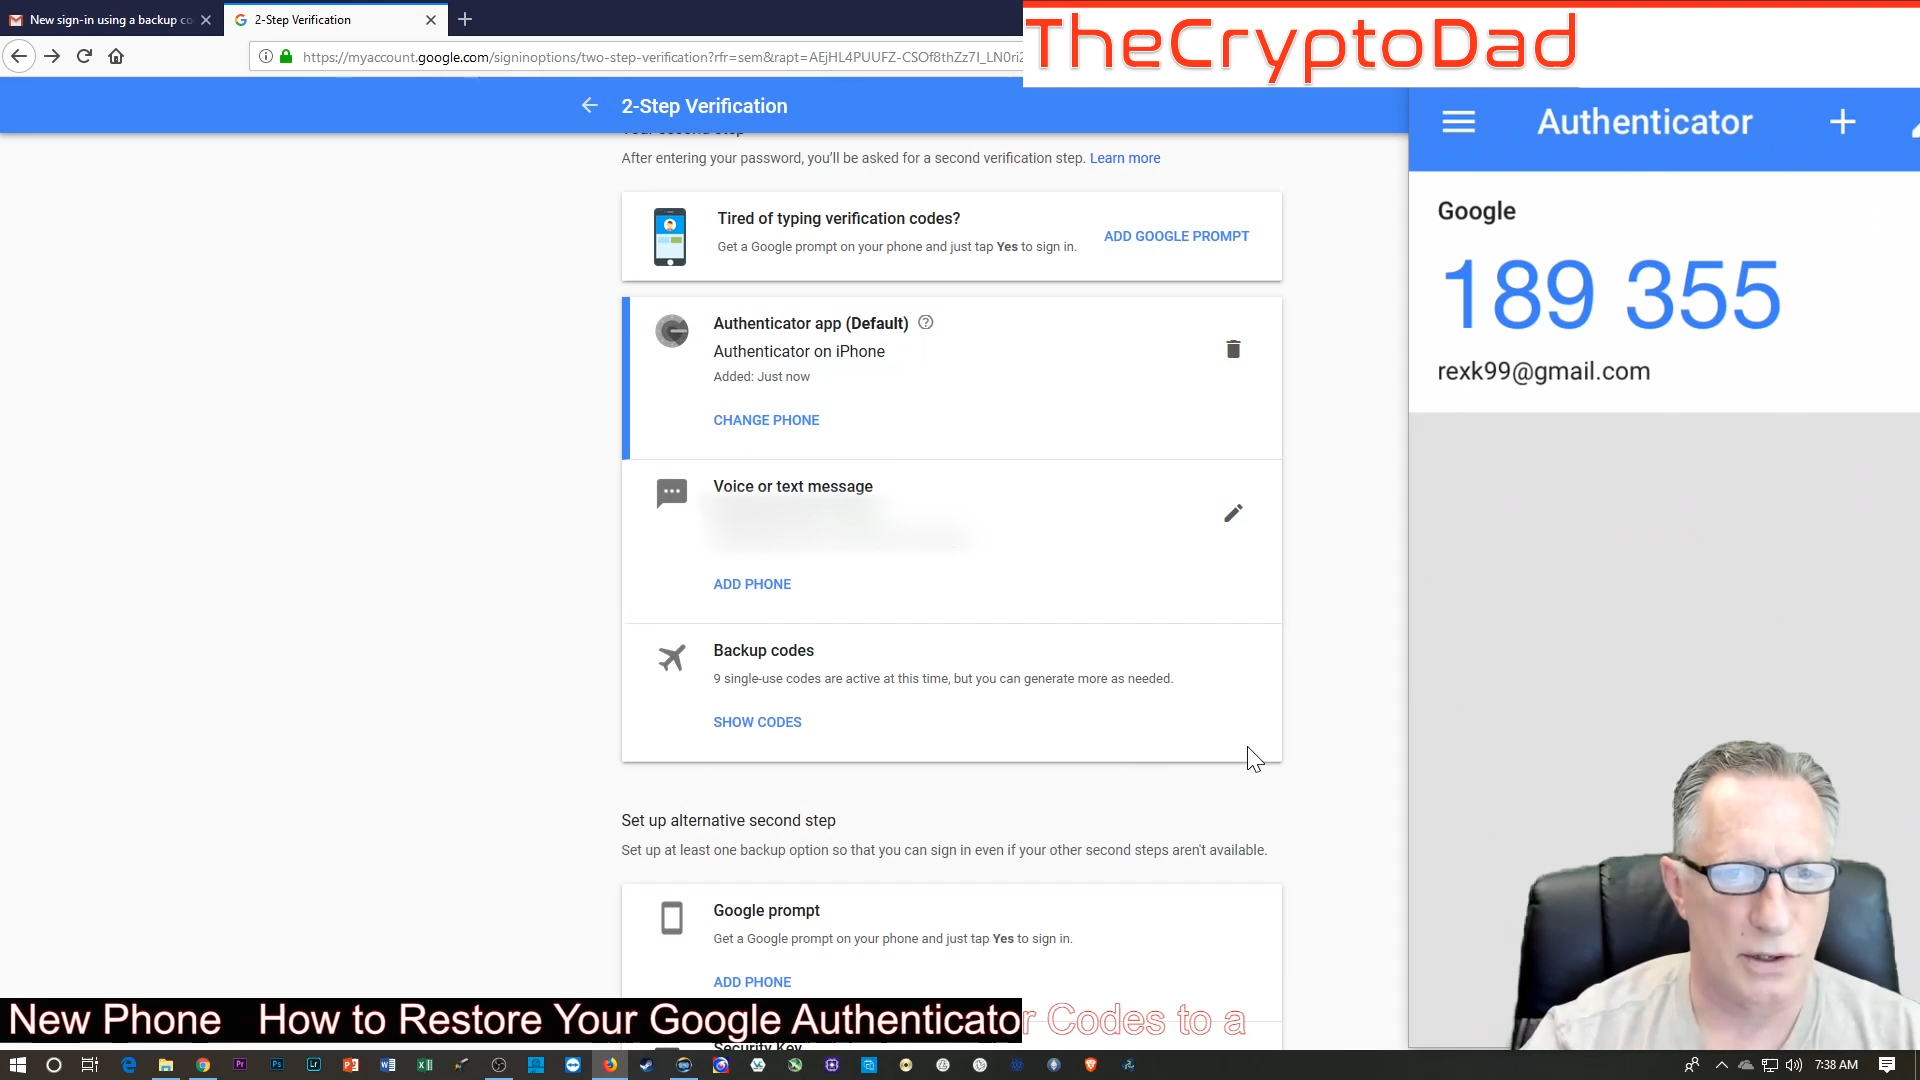 New sign-in using a backup co
2-Step Verification
TheCryptoDad
https://myaccount.google.com/signinoptions/two-step-verification?rfr=sem&rapt=AEjHL4PUUFZ-CSOf8thZz7I_LN0ri2
2-Step Verification
Authenticator
Your second step
After entering your password, you'll be asked for a second verification step. Learn more
Tired of typing verification codes?
Get a Google prompt on your phone and just tap Yes to sign in.
ADD GOOGLE PROMPT
Google
189 355
rexk99@gmail.com
Authenticator app (Default)
Authenticator on iPhone
Added: Just now
CHANGE PHONE
Voice or text message
ADD PHONE
Backup codes
9 single-use codes are active at this time, but you can generate more as needed.
SHOW CODES
Set up alternative second step
Set up at least one backup option so that you can sign in even if your other second steps aren't available.
Google prompt
Get a Google prompt on your phone and just tap Yes to sign in.
ADD PHONE
New Phone How to Restore Your Google Authenticator Codes to a
Security Key
7:38 AM